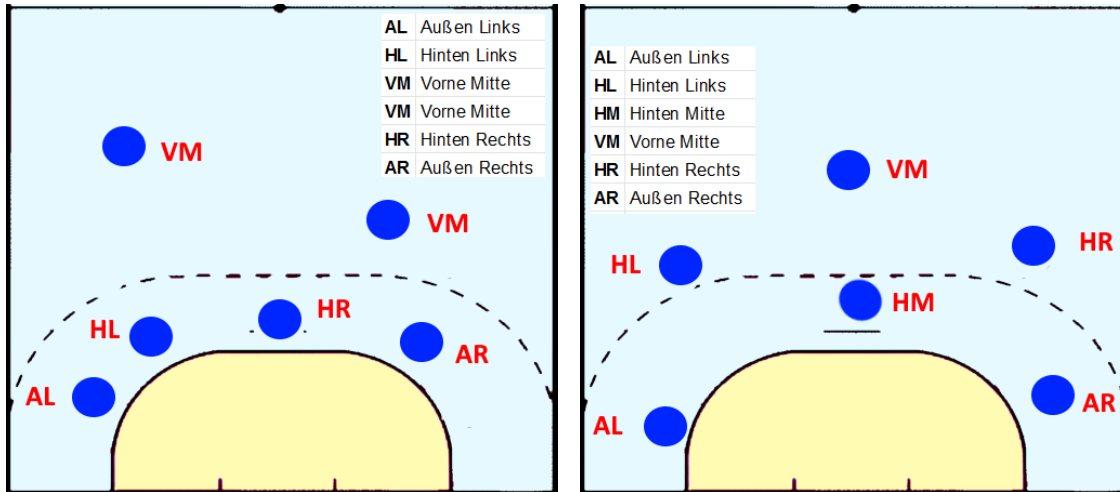 AL Außen Links
HL Hinten Links
VM Vorne Mitte
VM Vorne Mitte
HR Hinten Rechts
AR Außen Rechts
VM
VM
HR
HL
AR
AL
AL Außen Links
HL Hinten Links
HM Hinten Mitte
VM Vorne Mitte
HR Hinten Rechts
AR Außen Rechts
VM
HR
HL
HM
AR
AL